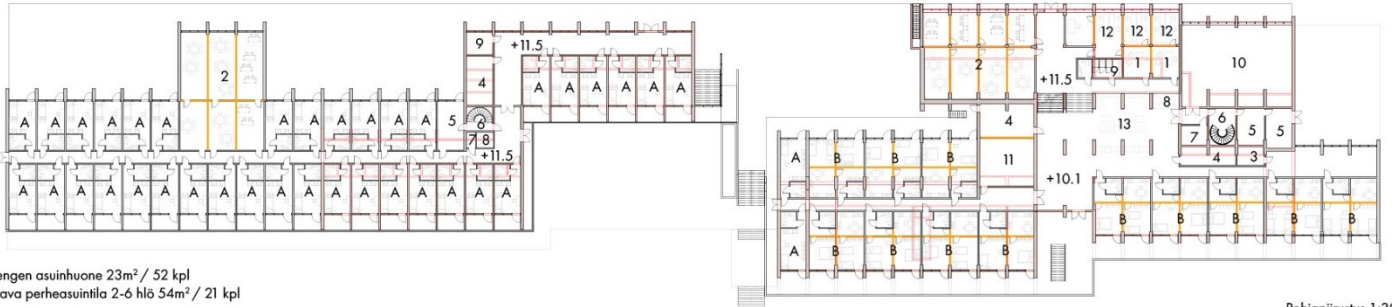 9 +11.5
2
4
A A A A A A
A A A A A A A A A A A A 5
6
7 8
+11.5
A A A A A A A A A A A A A A A A A A
12 12 12
2
+11.5
9 1 1
10
8
4
13
6
7 5 5
A B B B
11
4 3
+10.1
B B B B B
A B B B B
engen asuinhuone 23m² / 52 kpl
ava perheasuintila 2-6 hlö 54m² / 21 kpl
Pohjapiirustus